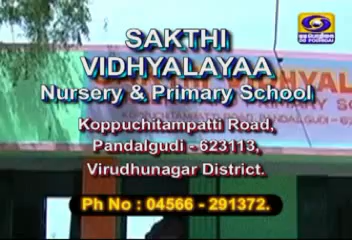 SAKTHI
VIDHYALAYAA
Nursery & Primary School
Koppuchitampatti Road,
Pandalgudi - 623113,
Virudhunagar District.
Ph No : 04566 - 291372.